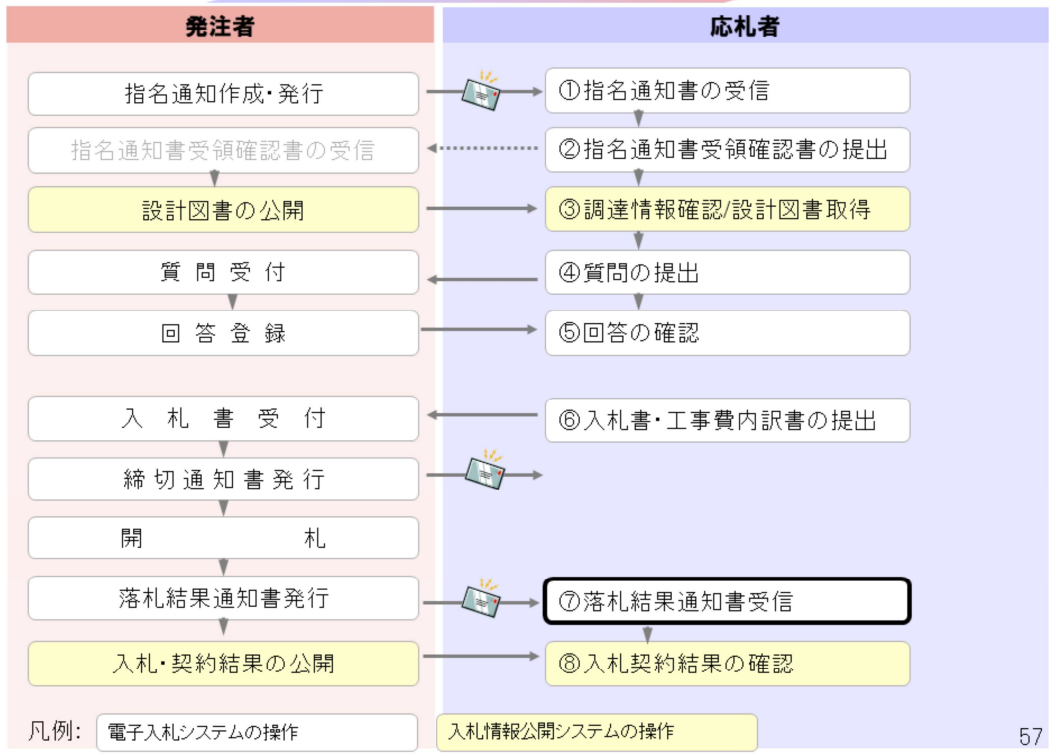 発注者 応札者
指名通知作成・発行 ①指名通知書の受信
指名通知書受領確認書の受信 ②指名通知書受領確認書の提出
設計図書の公開 ③調達情報確認/設計図書取得
質問受付 ④質問の提出
回答登録 ⑤回答の確認
入札書受付 ⑥入札書・工事費内訳書の提出
締切通知書発行
開札
落札結果通知書発行 ⑦落札結果通知書受信
入札・契約結果の公開 ⑧入札契約結果の確認
凡例: 電子入札システムの操作 入札情報公開システムの操作
57